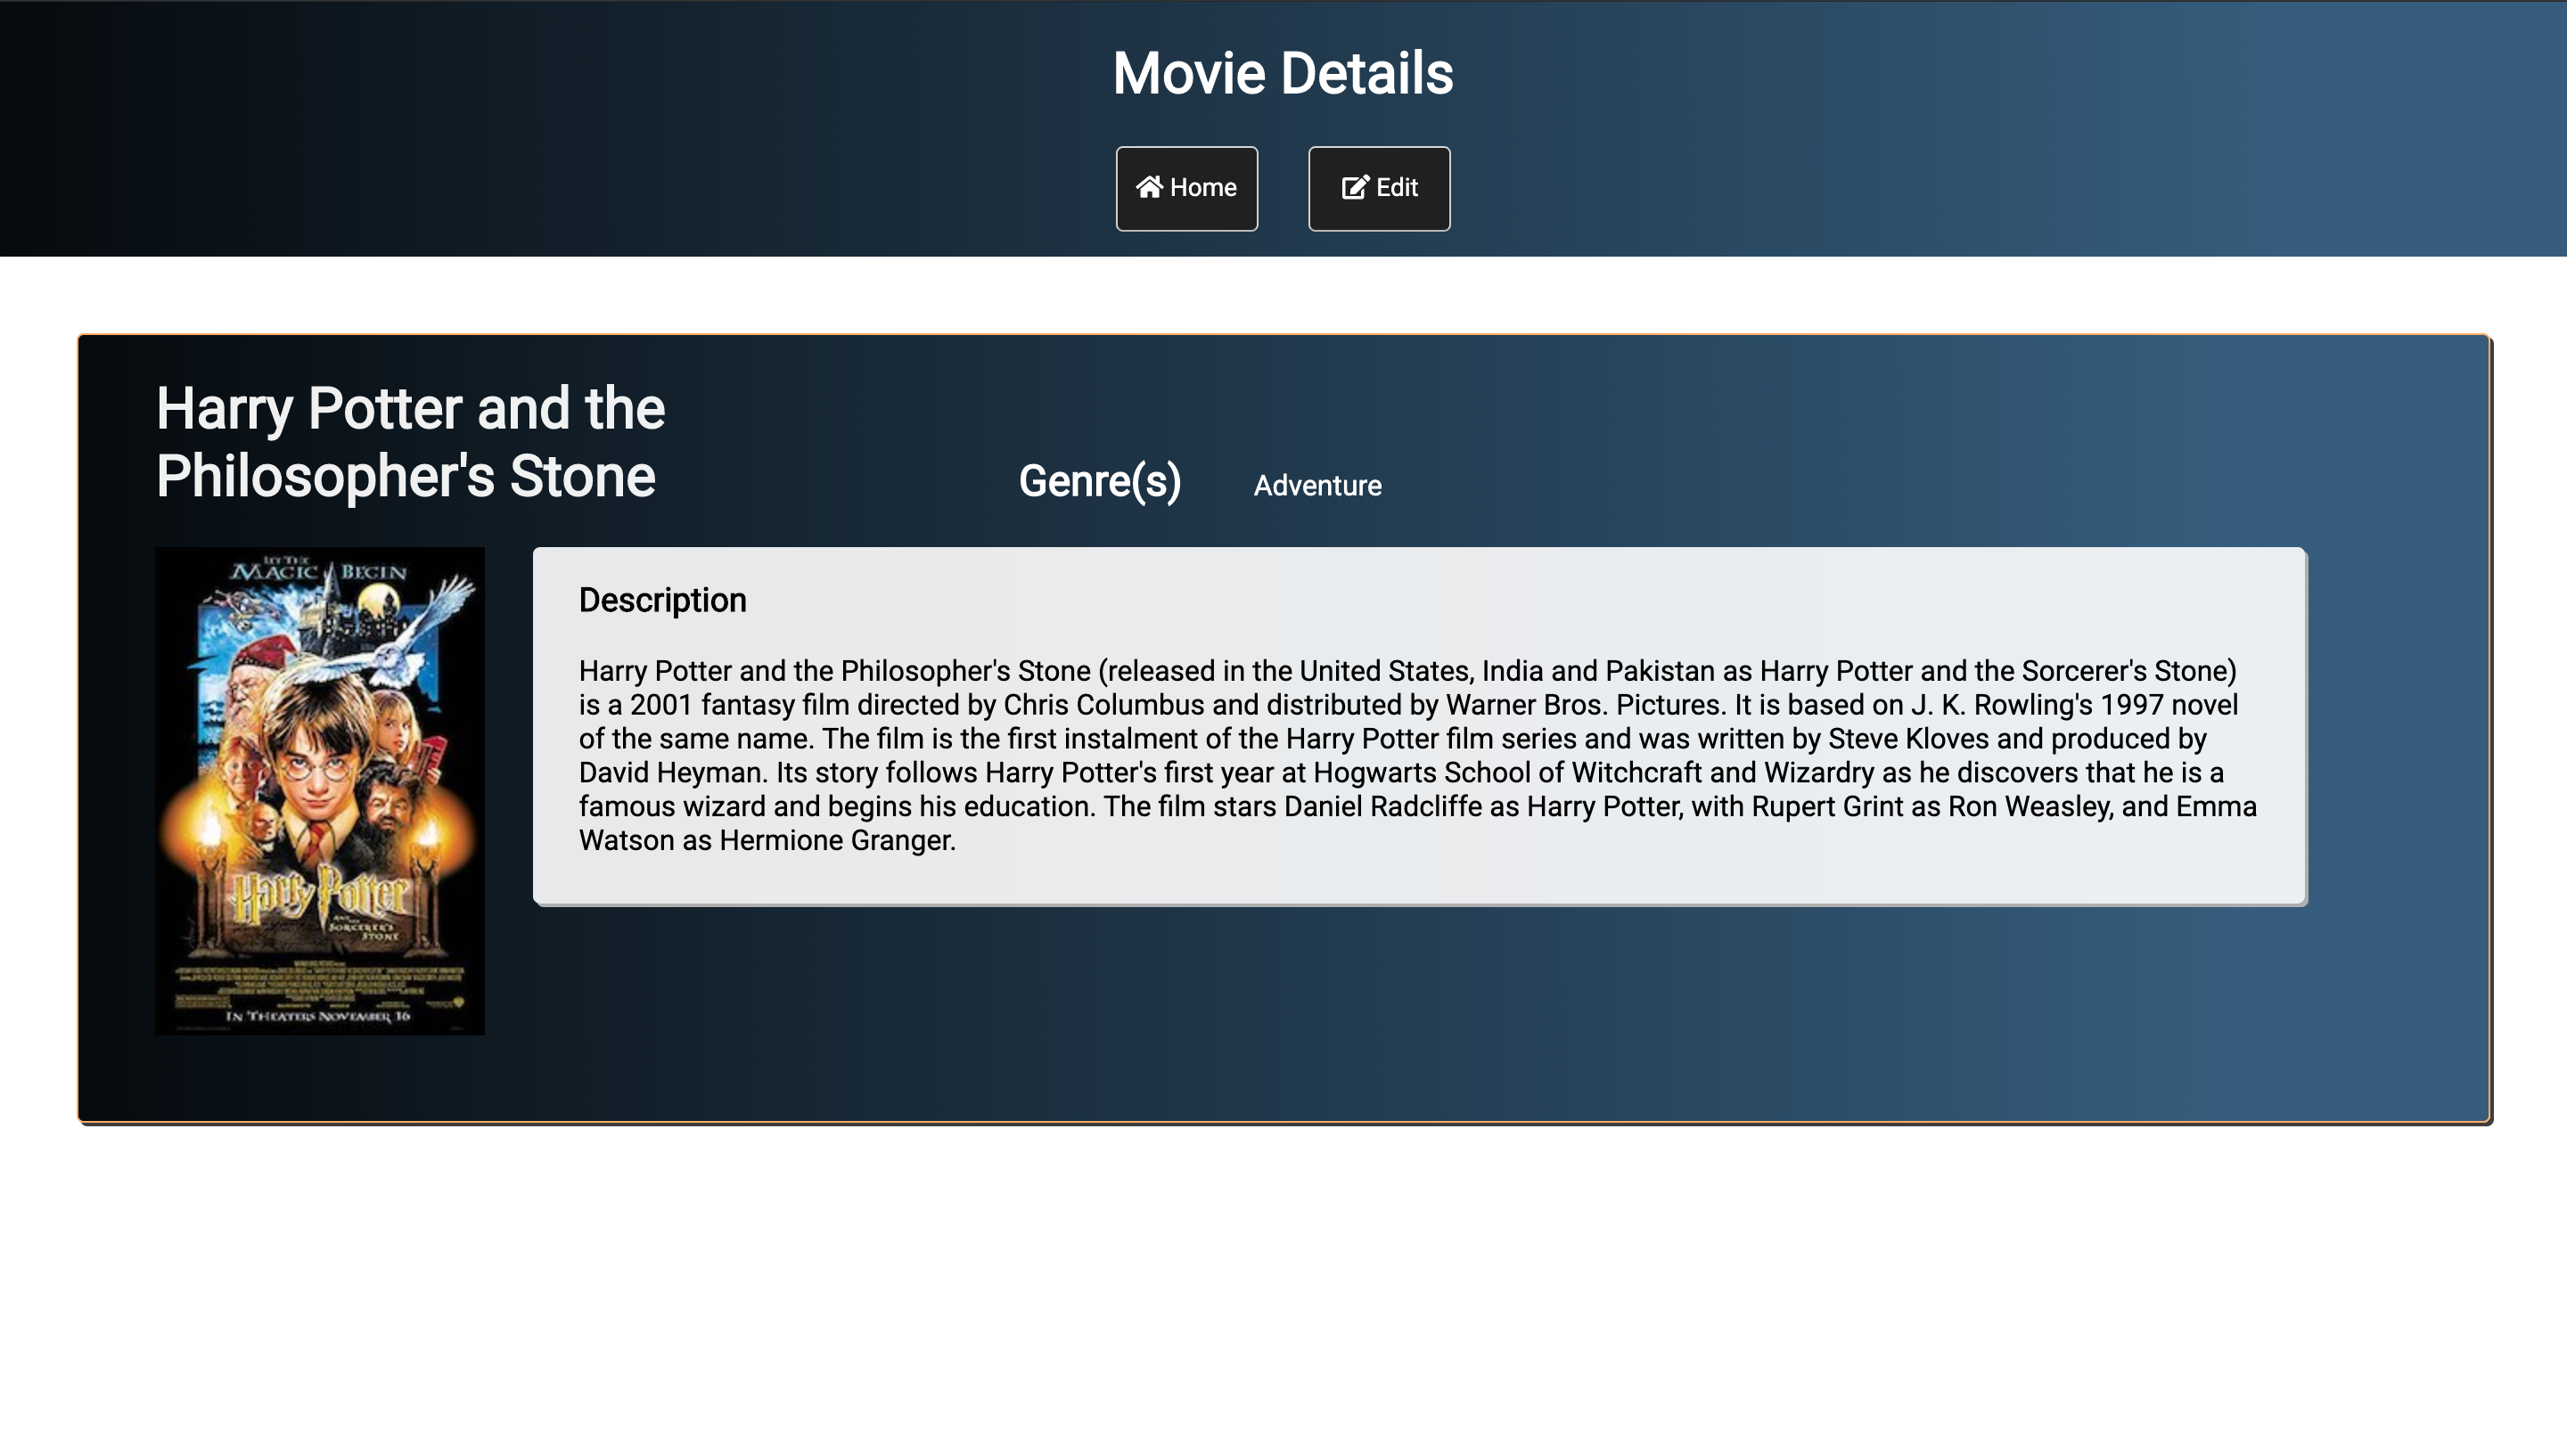 Movie Details
Home
Edit
Harry Potter and the
Philosopher's Stone
Genre(s)
Adventure
LET THE
MAGIC BEGIN
Harry Potter
AND THE
SORCERER'S
STONE
IN THEATERS NOVEMBER 16
Description
Harry Potter and the Philosopher's Stone (released in the United States, India and Pakistan as Harry Potter and the Sorcerer's Stone)
is a 2001 fantasy film directed by Chris Columbus and distributed by Warner Bros. Pictures. It is based on J. K. Rowling's 1997 novel
of the same name. The film is the first instalment of the Harry Potter film series and was written by Steve Kloves and produced by
David Heyman. Its story follows Harry Potter's first year at Hogwarts School of Witchcraft and Wizardry as he discovers that he is a
famous wizard and begins his education. The film stars Daniel Radcliffe as Harry Potter, with Rupert Grint as Ron Weasley, and Emma
Watson as Hermione Granger.